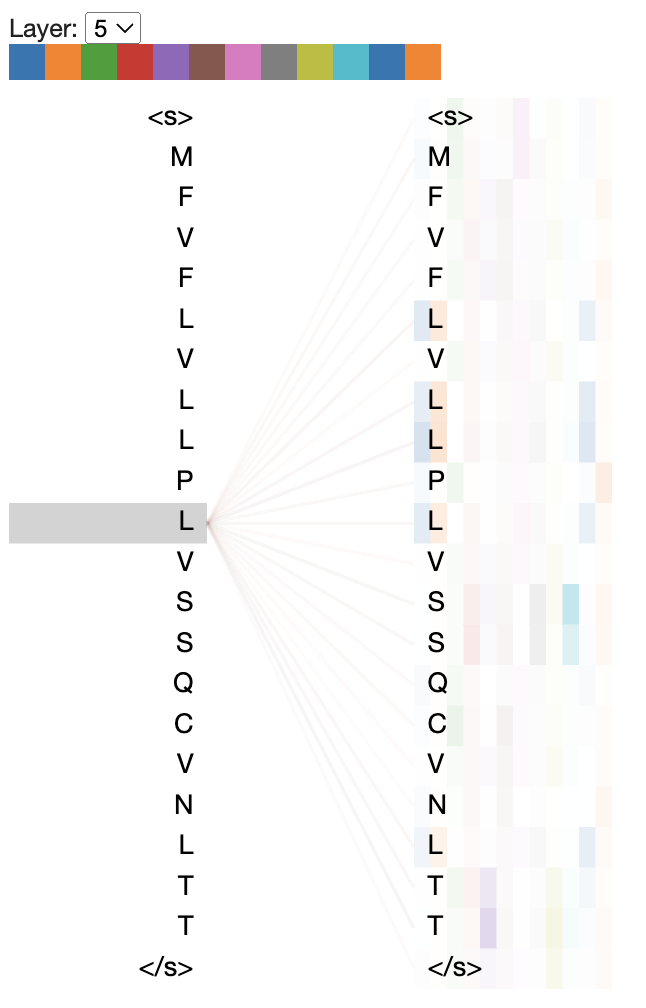 Layer: 5
<s> <s>
M M
F F
V V
F F
L L
V V
L L
L L
P P
L L
V V
S S
S S
Q Q
C C
V V
N N
L L
T T
T T
</s> </s>